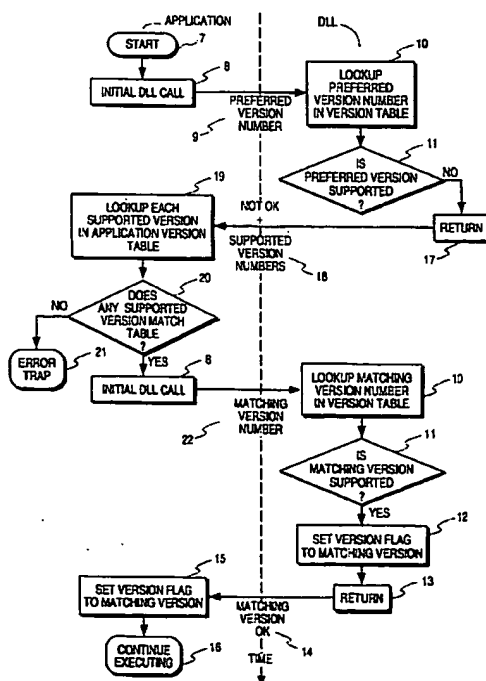 APPLICATION
DLL
START
7
INITIAL DLL CALL
8
PREFERRED
VERSION
NUMBER
9
10
LOOKUP
PREFERRED
VERSION NUMBER
IN VERSION TABLE
11
IS
PREFERRED VERSION
SUPPORTED
?
NO
RETURN
17
NOT OK
+
SUPPORTED
VERSION
NUMBERS
18
19
LOOKUP EACH
SUPPORTED VERSION
IN APPLICATION VERSION
TABLE
20
DOES
ANY SUPPORTED
VERSION MATCH
TABLE
?
NO
ERROR
TRAP
21
YES
INITIAL DLL CALL
8
MATCHING
VERSION
NUMBER
22
LOOKUP MATCHING
VERSION NUMBER
IN VERSION TABLE
10
11
IS
MATCHING VERSION
SUPPORTED
?
YES
12
SET VERSION FLAG
TO MATCHING VERSION
RETURN
13
MATCHING
VERSION
OK
14
15
SET VERSION FLAG
TO MATCHING VERSION
CONTINUE
EXECUTING
16
TIME